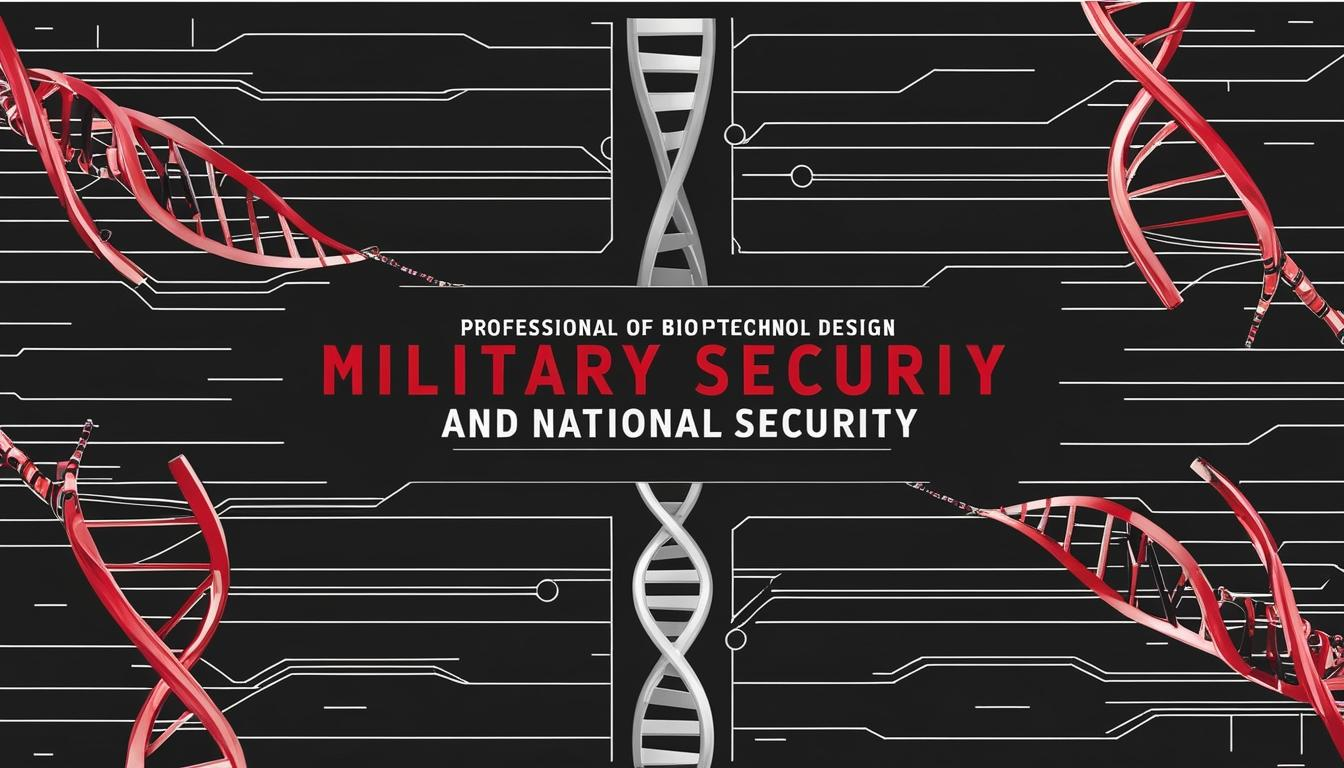 PROFESSIONAL OF BIOPTECHNOL DESIGN
MILITARY SECURIY
AND NATIONAL SECURITY